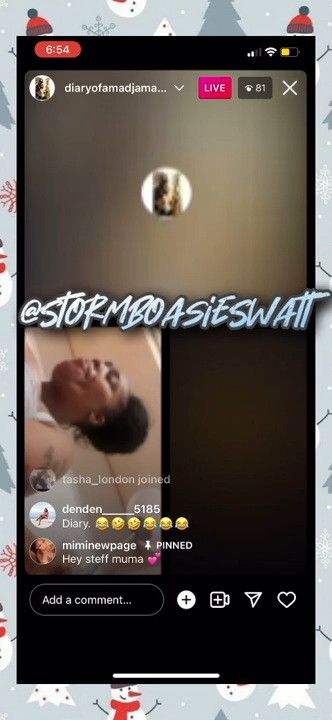 6:54
diaryofamadjama...
LIVE
81
@STORMBOASIESWATT
tasha_london joined
denden_____5185
Diary. 😂🤣🤣😂😂😂
miminewpage 📌 PINNED
Hey steff muma 💕
Add a comment...